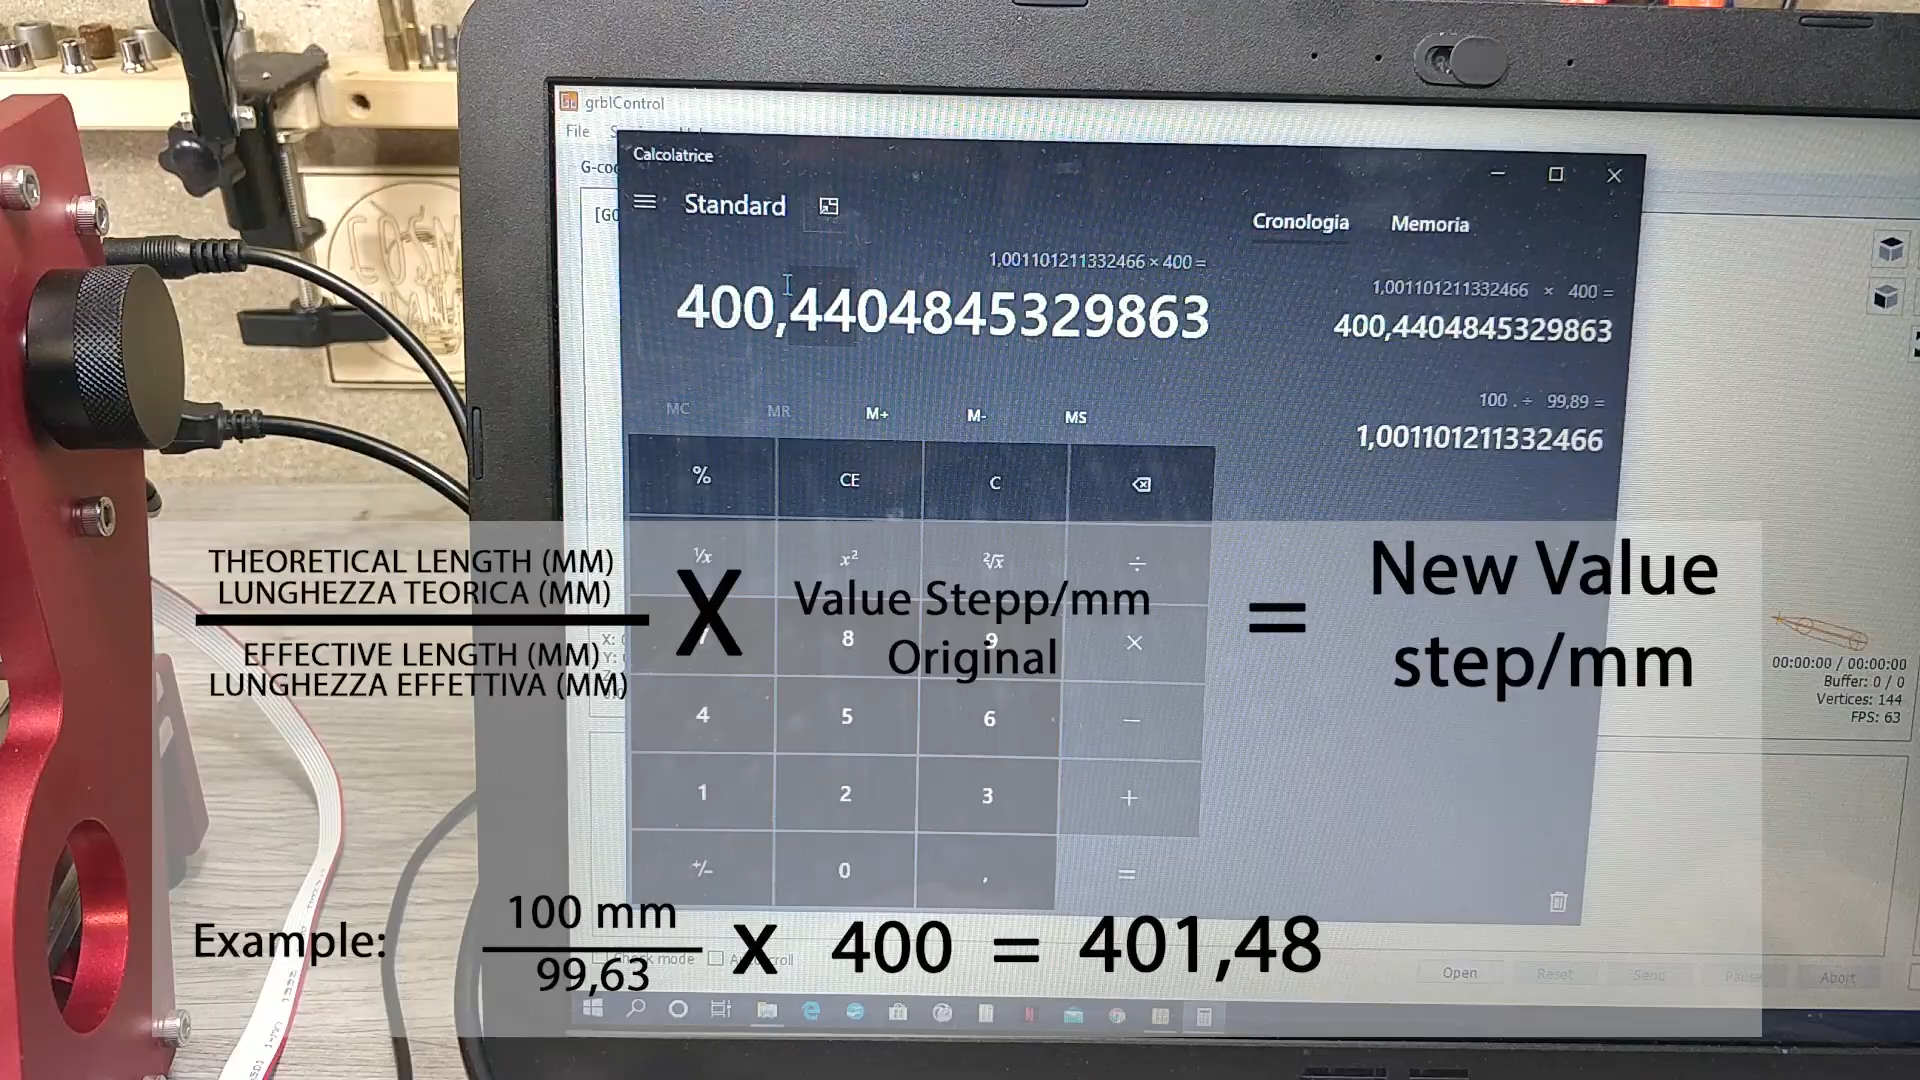 grblControl
File
Calcolatrice
Standard
Cronologia Memoria
1,001101211332466 × 400 =
400,4404845329863
1,001101211332466 × 400 =
400,4404845329863
100 . ÷ 99,89 =
1,001101211332466
MC MR M+ M- MS
% CE C
¹/x x² ²√x ÷
7 8 9 ×
4 5 6 −
1 2 3 +
+/− 0 , =
THEORETICAL LENGTH (MM)
LUNGHEZZA TEORICA (MM)
EFFECTIVE LENGTH (MM)
LUNGHEZZA EFFETTIVA (MM)
X
Value Stepp/mm
Original
=
New Value
step/mm
00:00:00 / 00:00:00
Buffer: 0 / 0
Vertices: 144
FPS: 63
Example:
100 mm
99,63
x 400 = 401,48
Check mode
Open Reset Send Pause Abort